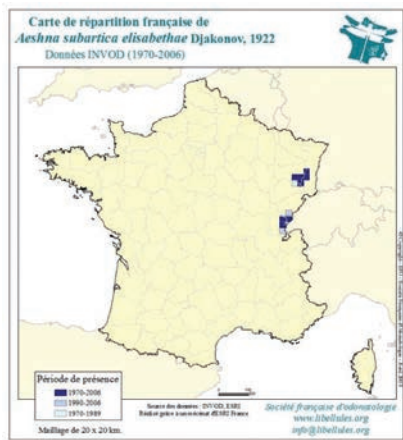 Carte de répartition française de
Aeshna subartica elisabethae Djakonov, 1922
Données INVOD (1970-2006)
Période de présence
1970-2006
1990-2006
1970-1989
Maillage de 20 x 20 km.
Source des données : INVOD, ESRI
Société française d'odonatologie
www.libellules.org
info@libellules.org